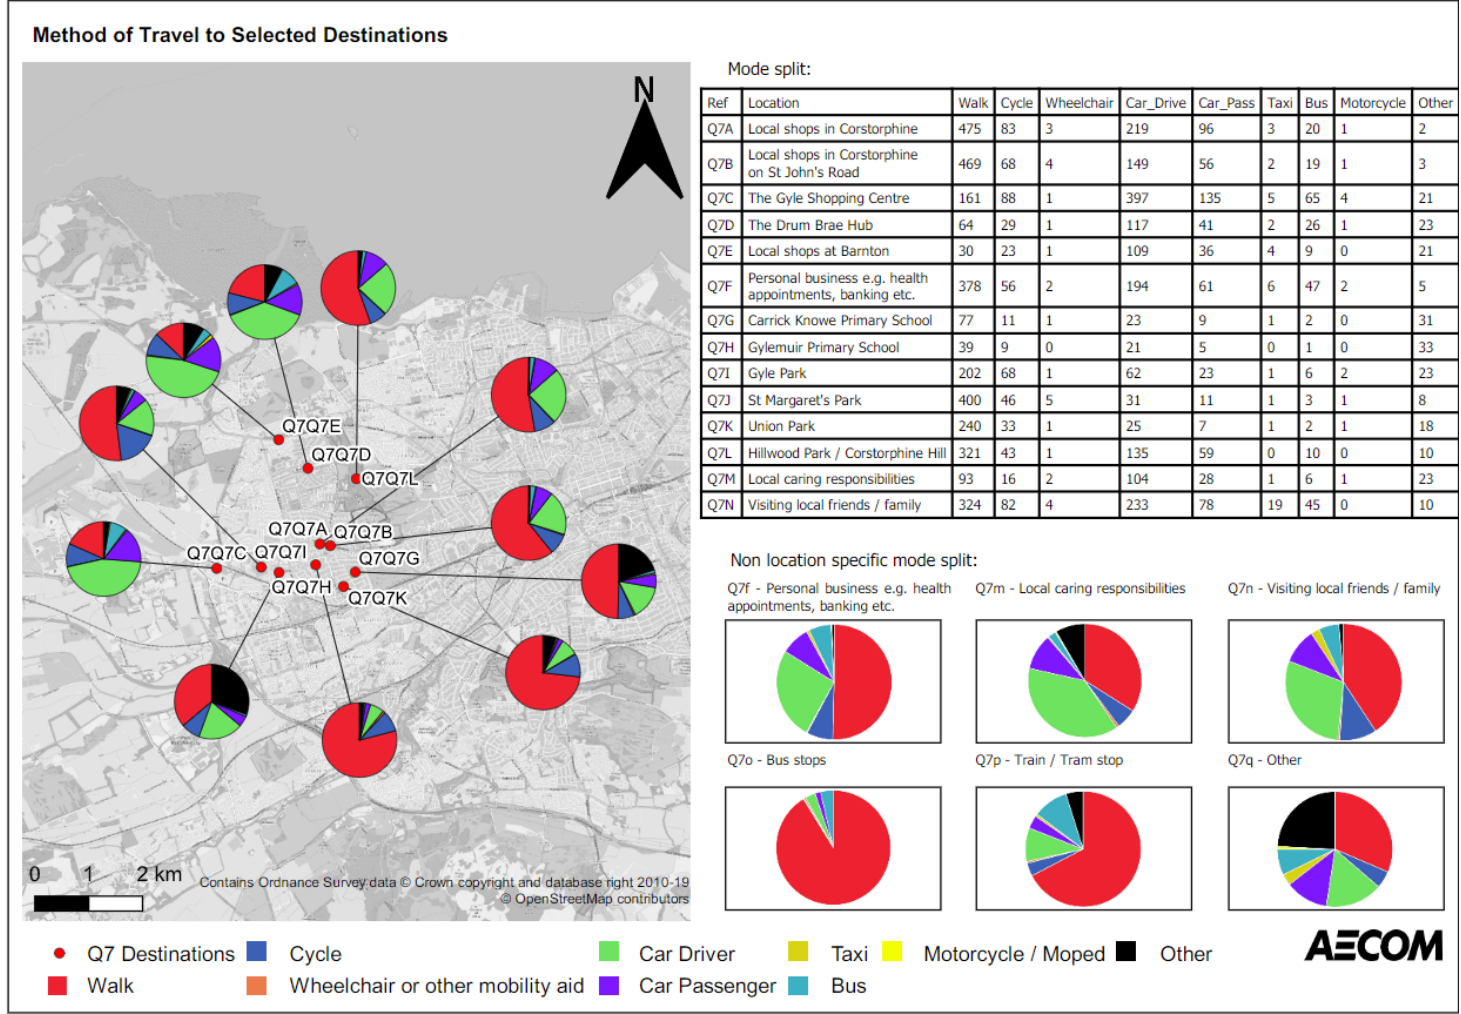 Method of Travel to Selected Destinations
N
Q7Q7E
Q7Q7D
Q7Q7L
Q7Q7A Q7Q7B
Q7Q7C Q7Q7I
Q7Q7G
Q7Q7H
Q7Q7K
0 1 2 km
Contains Ordnance Survey data © Crown copyright and database right 2010-19
© OpenStreetMap contributors
Mode split:
Ref Location Walk Cycle Wheelchair Car_Drive Car_Pass Taxi Bus Motorcycle Other
Q7A Local shops in Corstorphine 475 83 3 219 96 3 20 1 2
Q7B Local shops in Corstorphine
on St John's Road 469 68 4 149 56 2 19 1 3
Q7C The Gyle Shopping Centre 161 88 1 397 135 5 65 4 21
Q7D The Drum Brae Hub 64 29 1 117 41 2 26 1 23
Q7E Local shops at Barnton 30 23 1 109 36 4 9 0 21
Q7F Personal business e.g. health
appointments, banking etc. 378 56 2 194 61 6 47 2 5
Q7G Carrick Knowe Primary School 77 11 1 23 9 1 2 0 31
Q7H Gylemuir Primary School 39 9 0 21 5 0 1 0 33
Q7I Gyle Park 202 68 1 62 23 1 6 2 23
Q7J St Margaret's Park 400 46 5 31 11 1 3 1 8
Q7K Union Park 240 33 1 25 7 1 2 1 18
Q7L Hillwood Park / Corstorphine Hill 321 43 1 135 59 0 10 0 10
Q7M Local caring responsibilities 93 16 2 104 28 1 6 1 23
Q7N Visiting local friends / family 324 82 4 233 78 19 45 0 10
Non location specific mode split:
Q7f - Personal business e.g. health
appointments, banking etc.
Q7m - Local caring responsibilities
Q7n - Visiting local friends / family
Q7o - Bus stops
Q7p - Train / Tram stop
Q7q - Other
Q7 Destinations Cycle Car Driver Taxi Motorcycle / Moped Other
Walk Wheelchair or other mobility aid Car Passenger Bus
AECOM